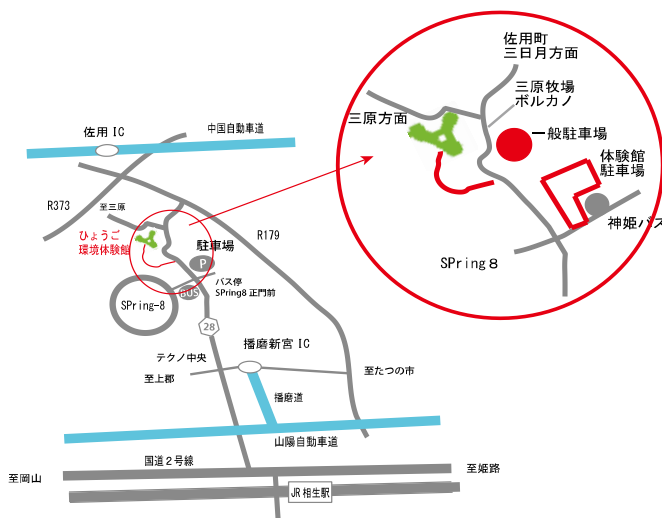 佐用町
三日月方面
三原牧場
ボルカノ
三原方面
一般駐車場
体験館
駐車場
神姫バス
SPring８
佐用 IC
中国自動車道
R373
至三原
ひょうご
環境体験館
駐車場
P
R179
バス停
SPring8 正門前
BUS
SPring-8
28
播磨新宮 IC
テクノ中央
至上郡
至たつの市
播磨道
山陽自動車道
国道２号線
至岡山
至姫路
JR 相生駅